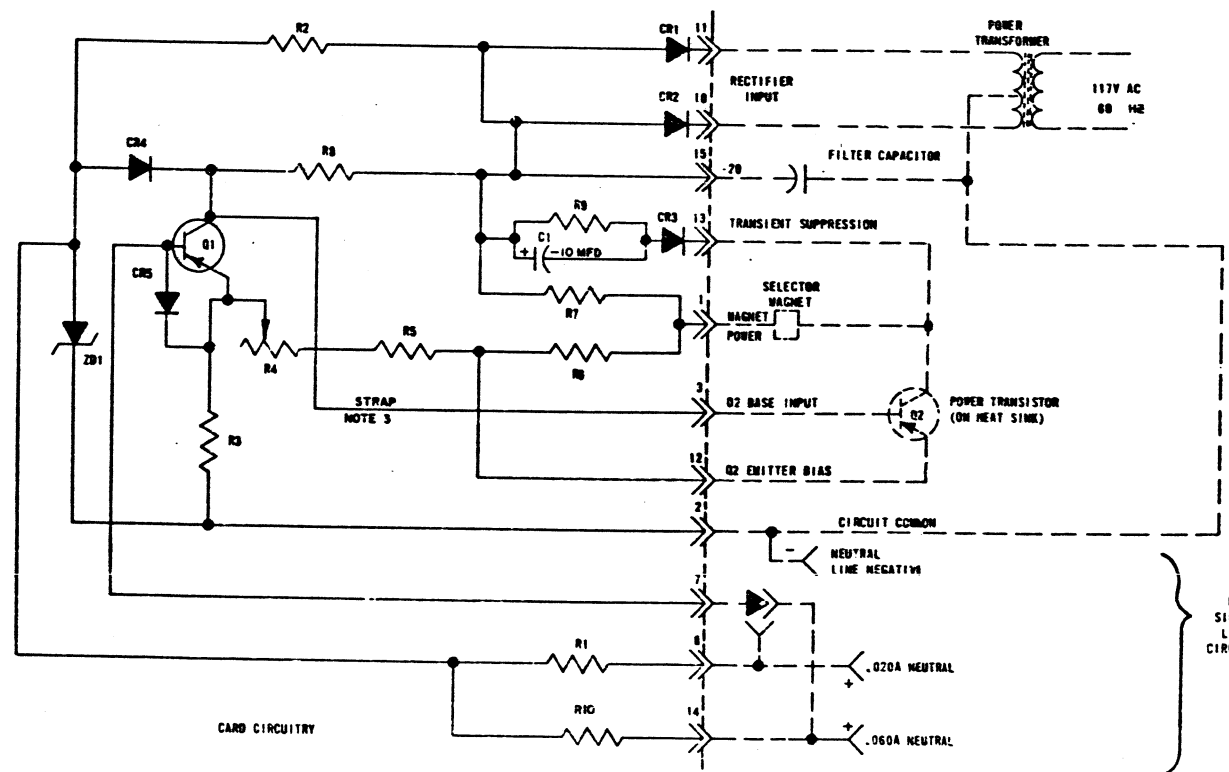 R2
CR1
11
POWER
TRANSFORMER
RECTIFIER
INPUT
117V AC
60 HZ
CR2
10
CR4
R8
15
-20
FILTER CAPACITOR
R9
CR3
13
TRANSIENT SUPPRESSION
Q1
+
C1
-10 MFD
CR5
R7
1
SELECTOR
MAGNET
MAGNET
POWER
ZD1
R4
R5
R6
STRAP
NOTE 3
3
Q2 BASE INPUT
Q2
POWER TRANSISTOR
(ON HEAT SINK)
R3
12
Q2 EMITTER BIAS
2
CIRCUIT COMMON
-
NEUTRAL
LINE NEGATIVE
7
R1
.020A NEUTRAL
+
R10
14
+
.060A NEUTRAL
CARD CIRCUITRY